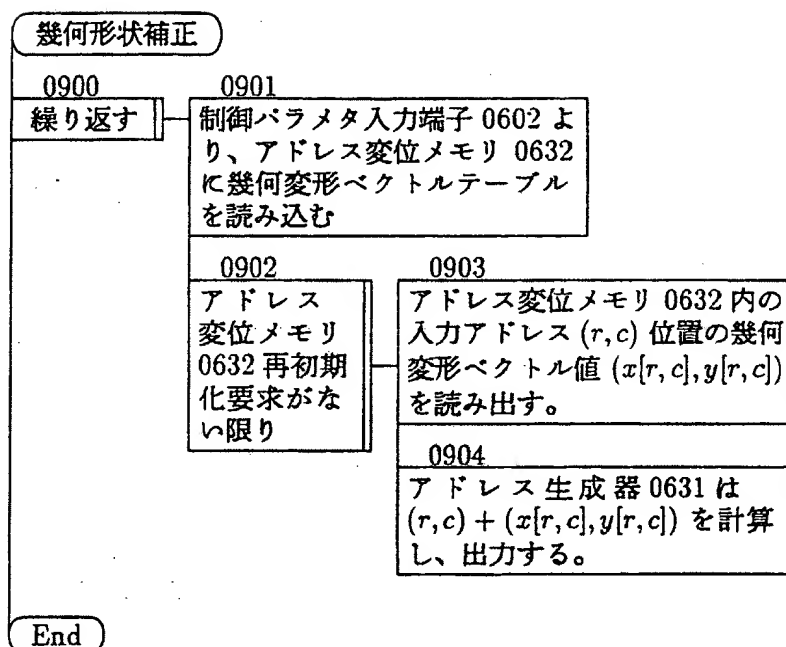 幾何形状補正
0900
繰り返す
0901
制御パラメタ入力端子 0602 よ
り、アドレス変位メモリ 0632
に幾何変形ベクトルテーブル
を読み込む
0902
アドレス
変位メモリ
0632 再初期
化要求がな
い限り
0903
アドレス変位メモリ 0632 内の
入力アドレス (r, c) 位置の幾何
変形ベクトル値 (x[r, c], y[r, c])
を読み出す。
0904
アドレス生成器 0631 は
(r, c) + (x[r, c], y[r, c]) を計算
し、出力する。
End